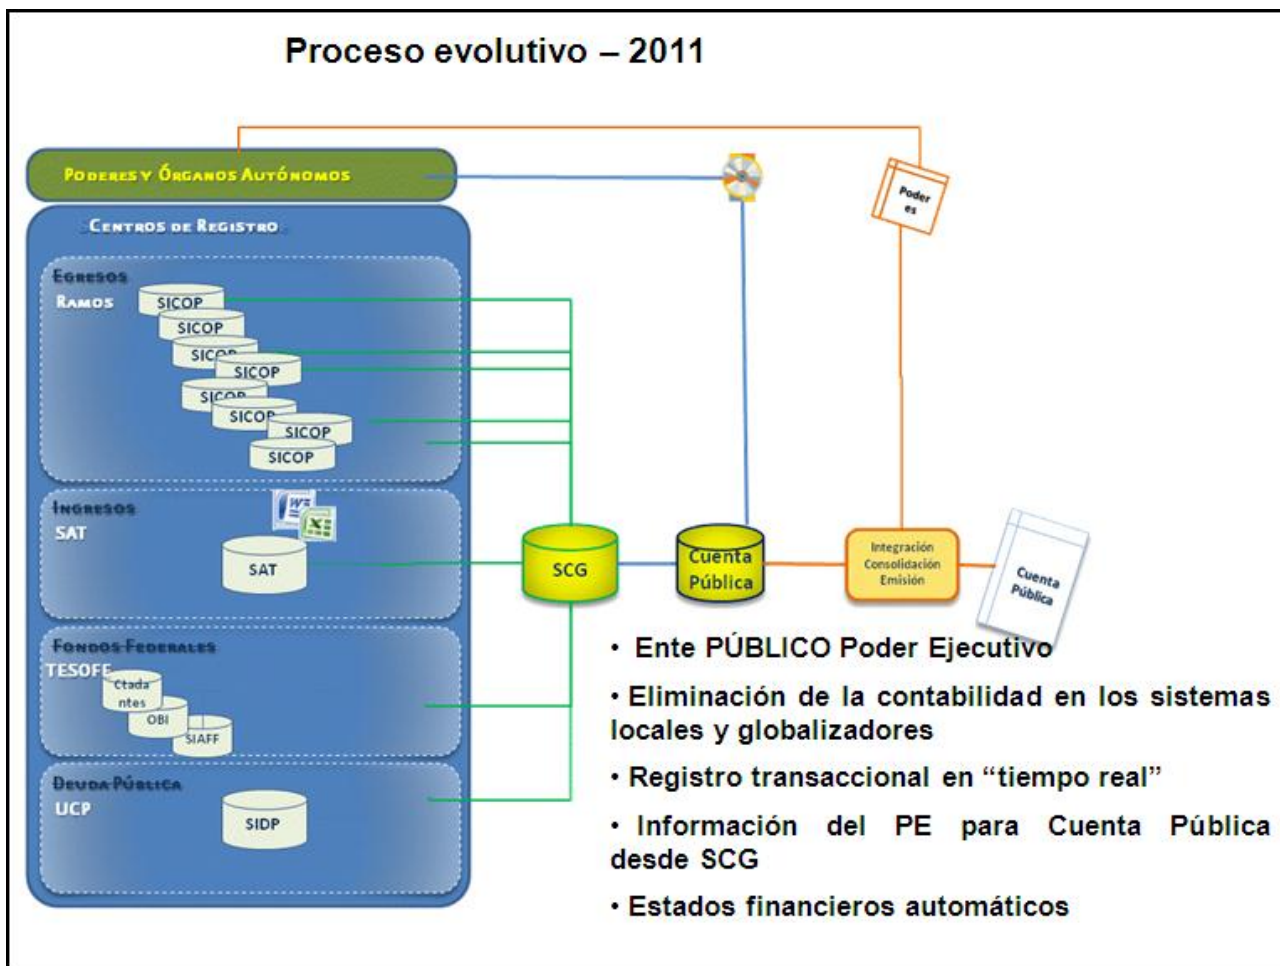 Proceso evolutivo – 2011
PODERES Y ÓRGANOS AUTÓNOMOS
Poder
es
CENTROS DE REGISTRO
EGRESOS
RAMOS
SICOP
SICOP
SICOP
SICOP
SICOP
SICOP
SICOP
SICOP
INGRESOS
SAT
SAT
SCG
Cuenta
Pública
Integración
Consolidación
Emisión
Cuenta
Pública
FONDOS FEDERALES
TESOFE
Ctada
ntes
OBI
SIAFF
DEUDA PÚBLICA
UCP
SIDP
• Ente PÚBLICO Poder Ejecutivo
• Eliminación de la contabilidad en los sistemas
locales y globalizadores
• Registro transaccional en “tiempo real”
• Información del PE para Cuenta Pública
desde SCG
• Estados financieros automáticos